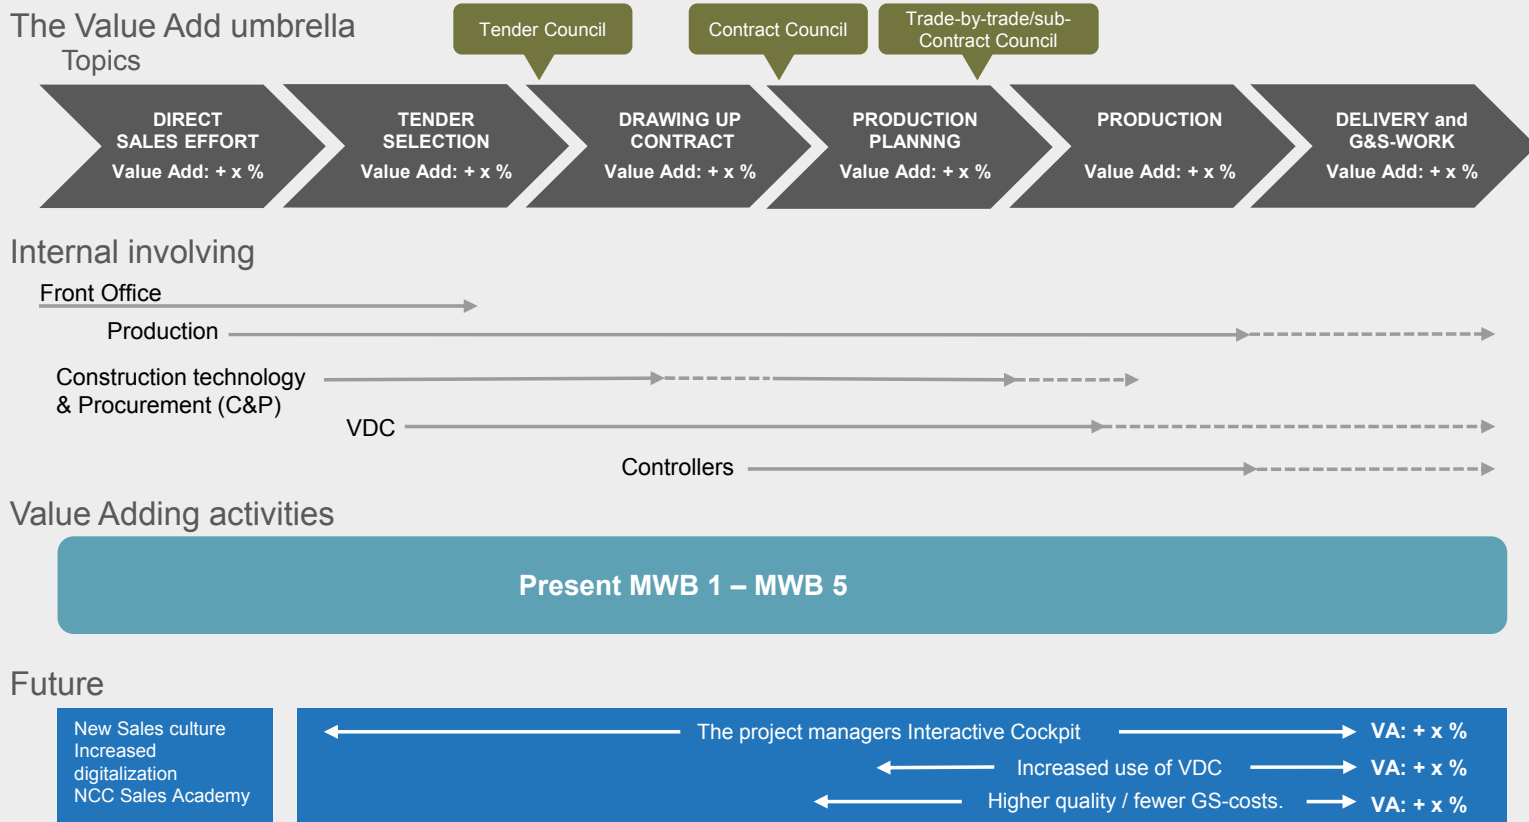 The Value Add umbrella
Topics
Tender Council
Contract Council
Trade-by-trade/sub-
Contract Council
DIRECT
SALES EFFORT
Value Add: + x %
TENDER
SELECTION
Value Add: + x %
DRAWING UP
CONTRACT
Value Add: + x %
PRODUCTION
PLANNNG
Value Add: + x %
PRODUCTION
Value Add: + x %
DELIVERY and
G&S-WORK
Value Add: + x %
Internal involving
Front Office
Production
Construction technology
& Procurement (C&P)
VDC
Controllers
Value Adding activities
Present MWB 1 – MWB 5
Future
New Sales culture
Increased
digitalization
NCC Sales Academy
The project managers Interactive Cockpit
VA: + x %
Increased use of VDC
VA: + x %
Higher quality / fewer GS-costs.
VA: + x %